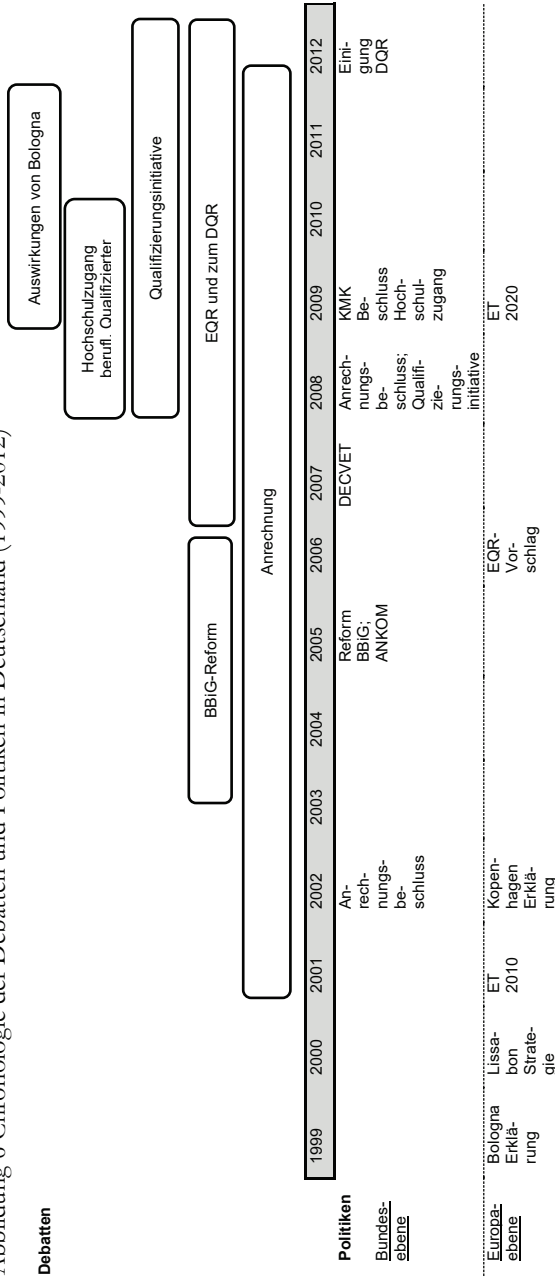 Abbildung 6 Chronologie der Debatten und Politiken in Deutschland (1999-2012)
Debatten
Auswirkungen von Bologna
Hochschulzugang
berufl. Qualifizierter
Qualifizierungsinitiative
BBiG-Reform
EQR und zum DQR
Anrechnung
1999 2000 2001 2002 2003 2004 2005 2006 2007 2008 2009 2010 2011 2012
Politiken
Bundes-
ebene
An-
rech-
nungs-
be-
schluss
Reform
BBiG;
ANKOM
DECVET
Anrech-
nungs-
be-
schluss;
Qualifi-
zie-
rungs-
initiative
KMK
Be-
schluss
Hoch-
schul-
zugang
Eini-
gung
DQR
Europa-
ebene
Bologna
Erklä-
rung
Lissa-
bon
Strate-
gie
ET
2010
Kopen-
hagen
Erklä-
rung
EQR-
Vor-
schlag
ET
2020